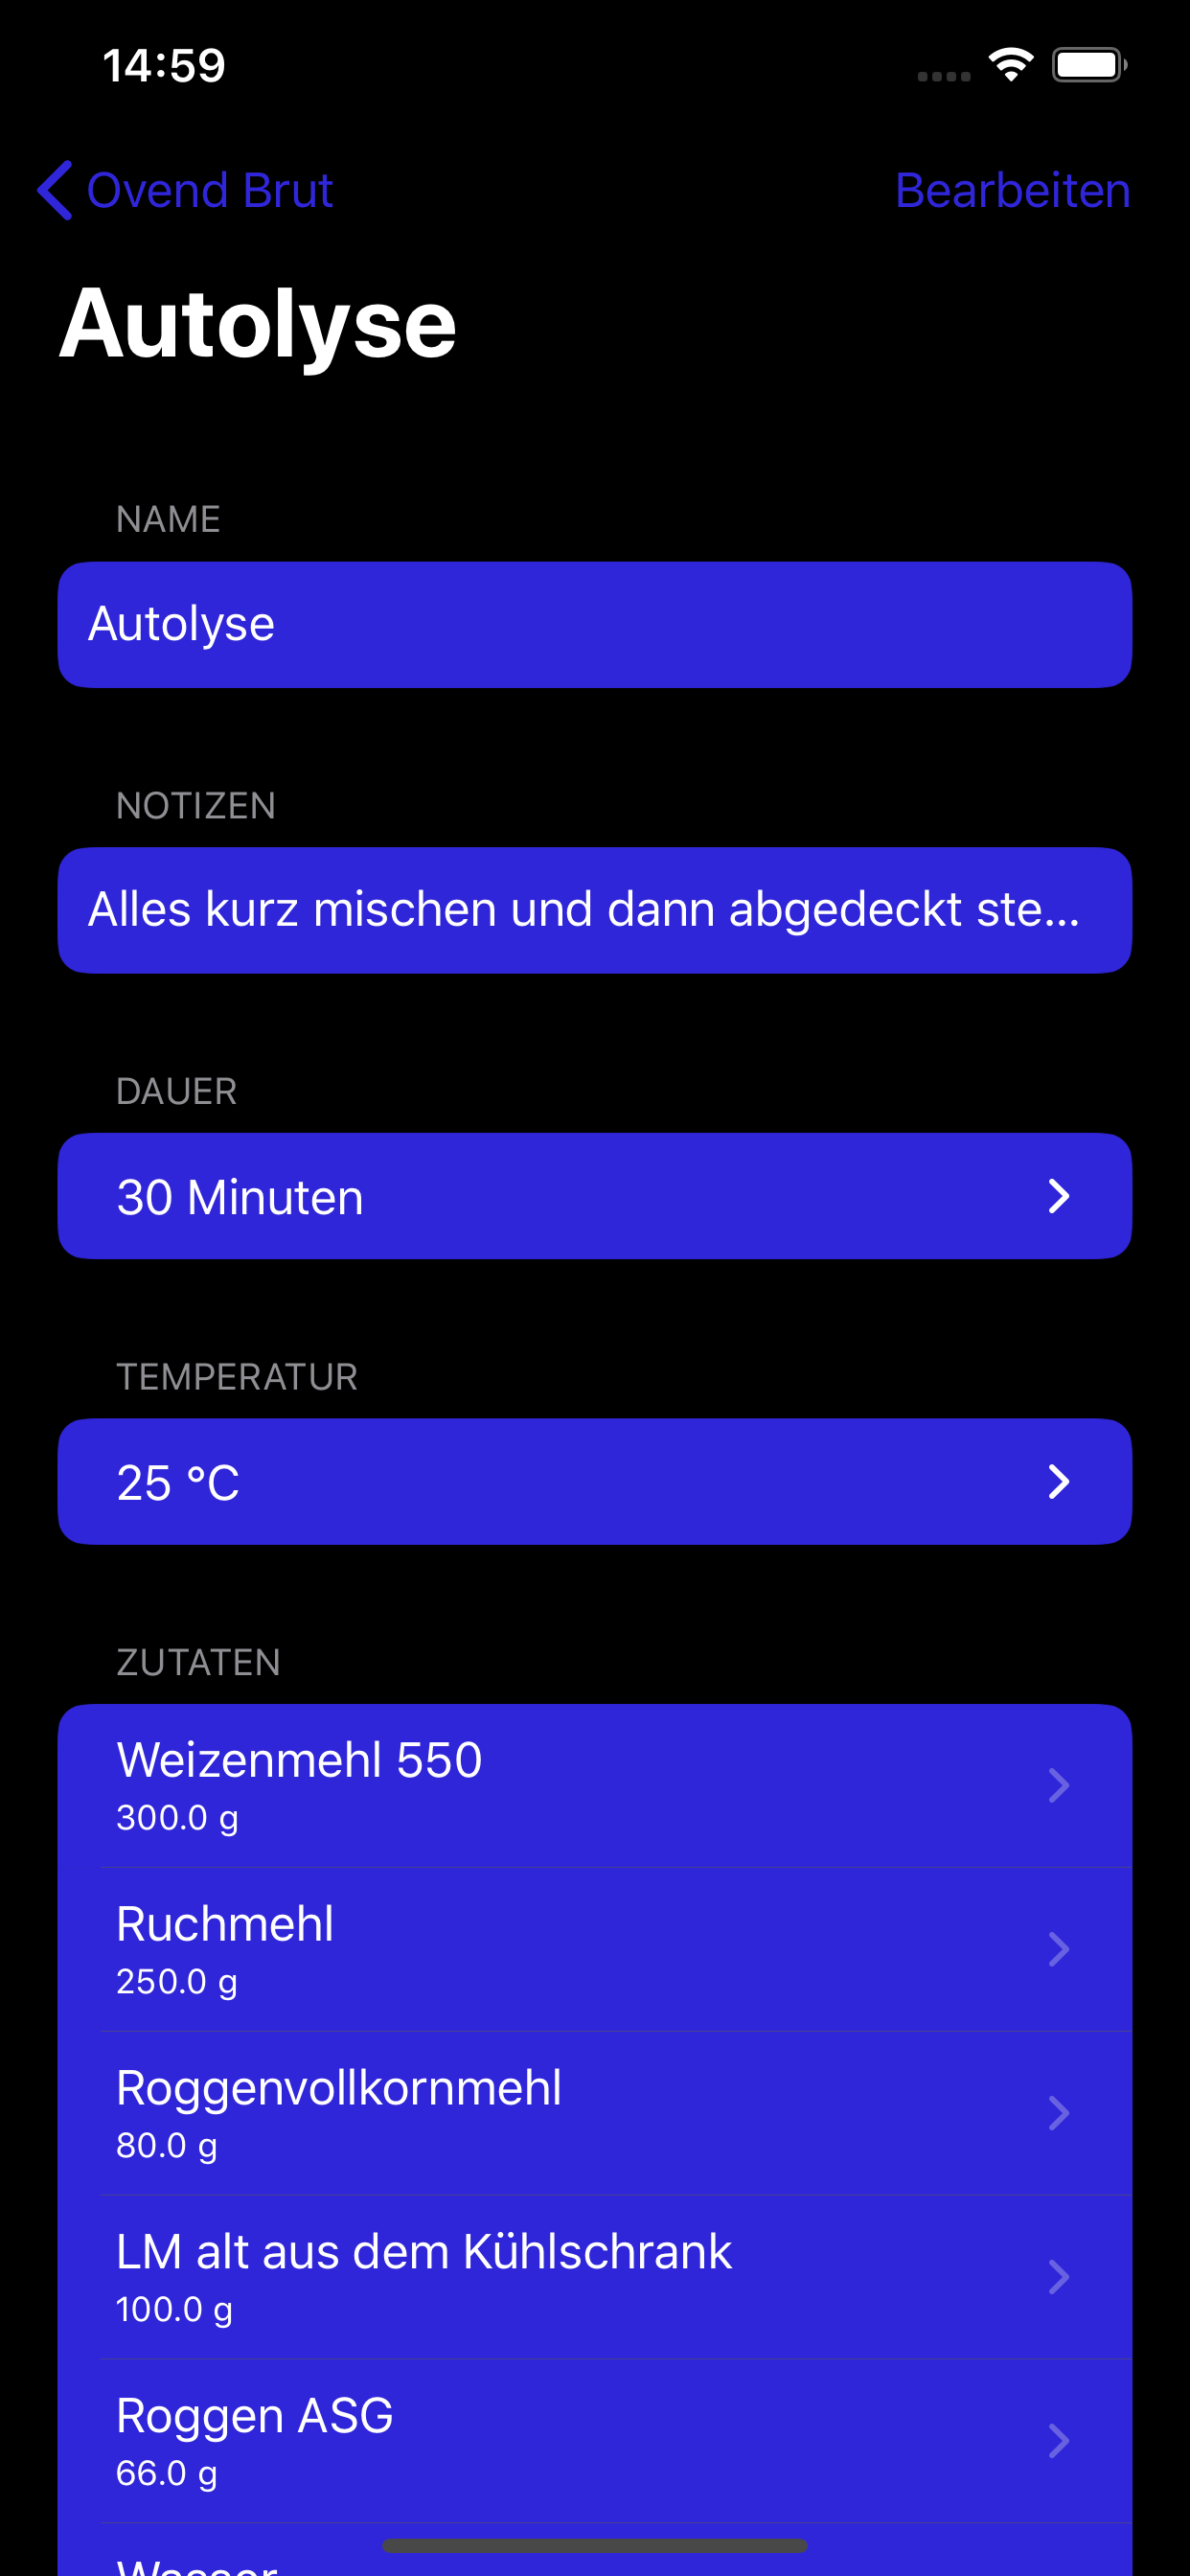 14:59
Ovend Brut
Bearbeiten
Autolyse
NAME
Autolyse
NOTIZEN
Alles kurz mischen und dann abgedeckt ste...
DAUER
30 Minuten
TEMPERATUR
25 °C
ZUTATEN
Weizenmehl 550
300.0 g
Ruchmehl
250.0 g
Roggenvollkornmehl
80.0 g
LM alt aus dem Kühlschrank
100.0 g
Roggen ASG
66.0 g
Wasser